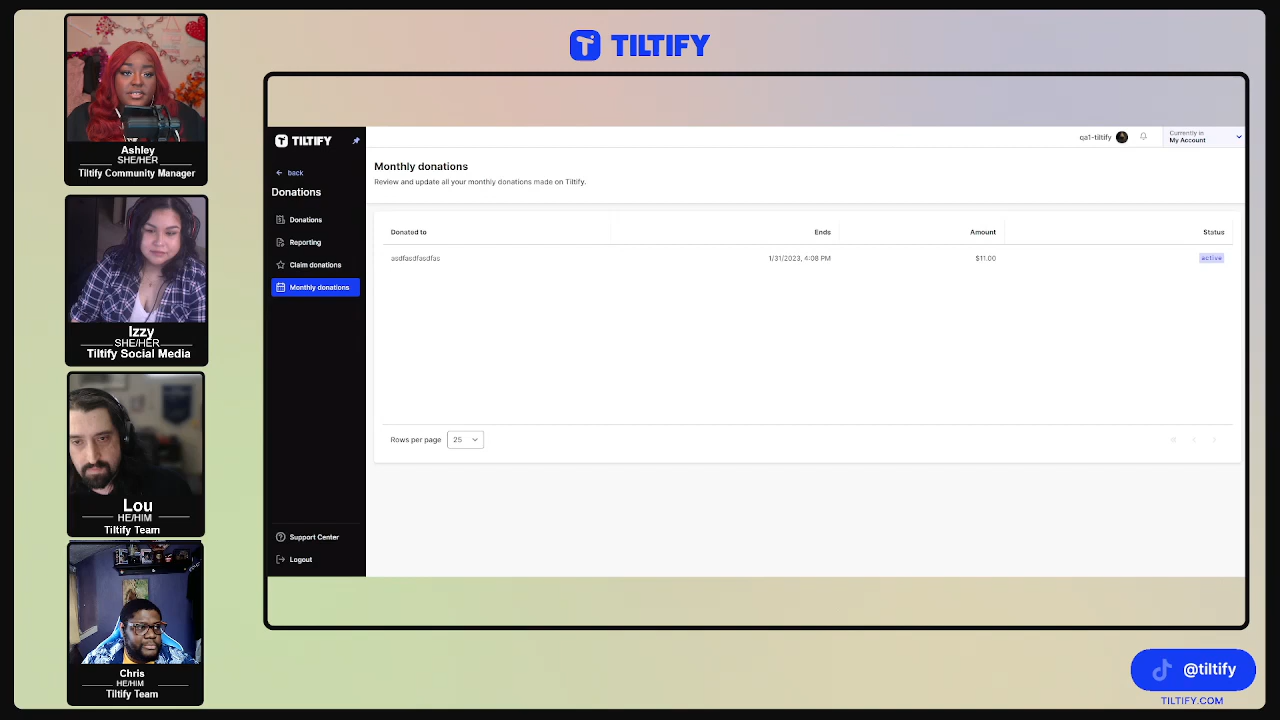 TILTIFY
Ashley
SHE/HER
Tiltify Community Manager
Izzy
SHE/HER
Tiltify Social Media
Lou
HE/HIM
Tiltify Team
Chris
HE/HIM
Tiltify Team
TILTIFY
back
Donations
Donations
Reporting
Claim donations
Monthly donations
Support Center
Logout
qa1-tiltify
Currently in
My Account
Monthly donations
Review and update all your monthly donations made on Tiltify.
Donated to Ends Amount Status
asdfasdfasdfas 1/31/2023, 4:08 PM $11.00 active
Rows per page 25
@tiltify
TILTIFY.COM